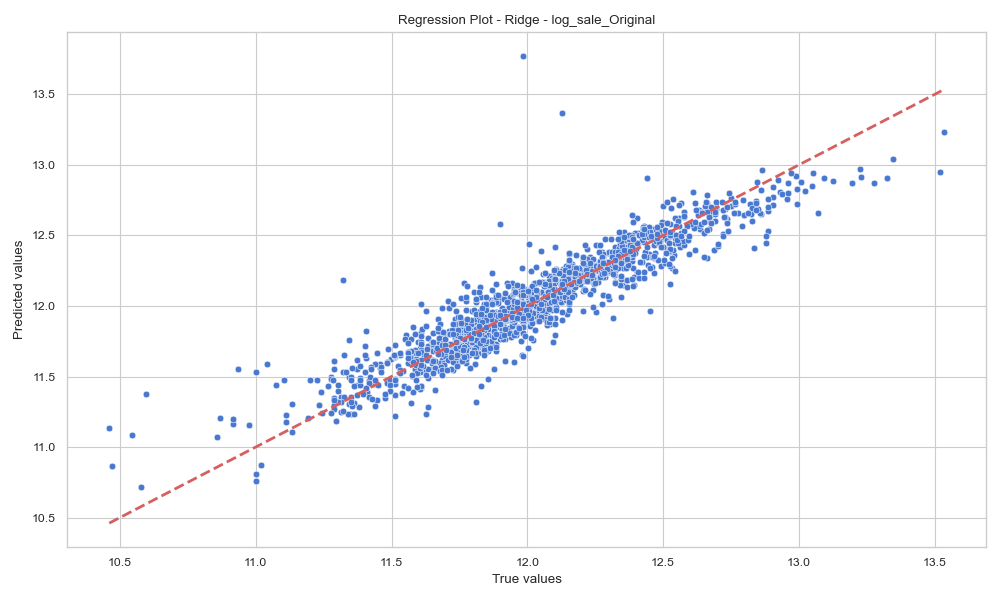 Regression Plot - Ridge - log_sale_Original
Predicted values
13.5
13.0
12.5
12.0
11.5
11.0
10.5
10.5 11.0 11.5 12.0 12.5 13.0 13.5
True values